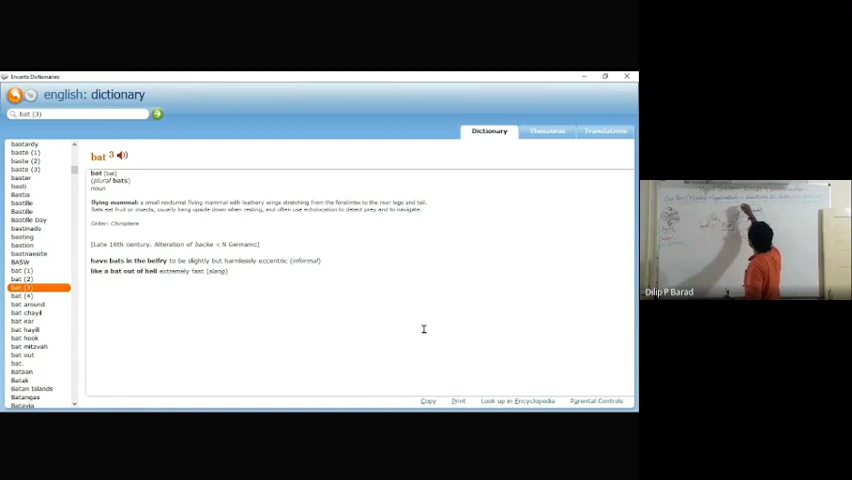 Encarta Dictionaries
english: dictionary
bat (3)
Dictionary
Thesaurus
Translations
bastardy
baste (1)
baste (2)
baste (3)
baster
basti
Bastia
bastille
Bastille
Bastille Day
bastinado
basting
bastion
bastnaesite
BASW
bat (1)
bat (2)
bat (3)
bat (4)
bat around
bat chayil
bat ear
bat hayil
bat hook
bat mitzvah
bat out
bat.
Bataan
Batak
Batan Islands
Batangas
Batavia
bat 3
bat [bat]
(plural bats)
noun
flying mammal: a small nocturnal flying mammal with leathery wings stretching from the forelimbs to the rear legs and tail.
Bats eat fruit or insects, usually hang upside down when resting, and often use echolocation to detect prey and to navigate.
Order: Chiroptera
[Late 16th century. Alteration of backe < N Germanic]
have bats in the belfry to be slightly but harmlessly eccentric (informal)
like a bat out of hell extremely fast (slang)
Copy
Print
Look up in Encyclopedia
Parental Controls
Dilip P Barad